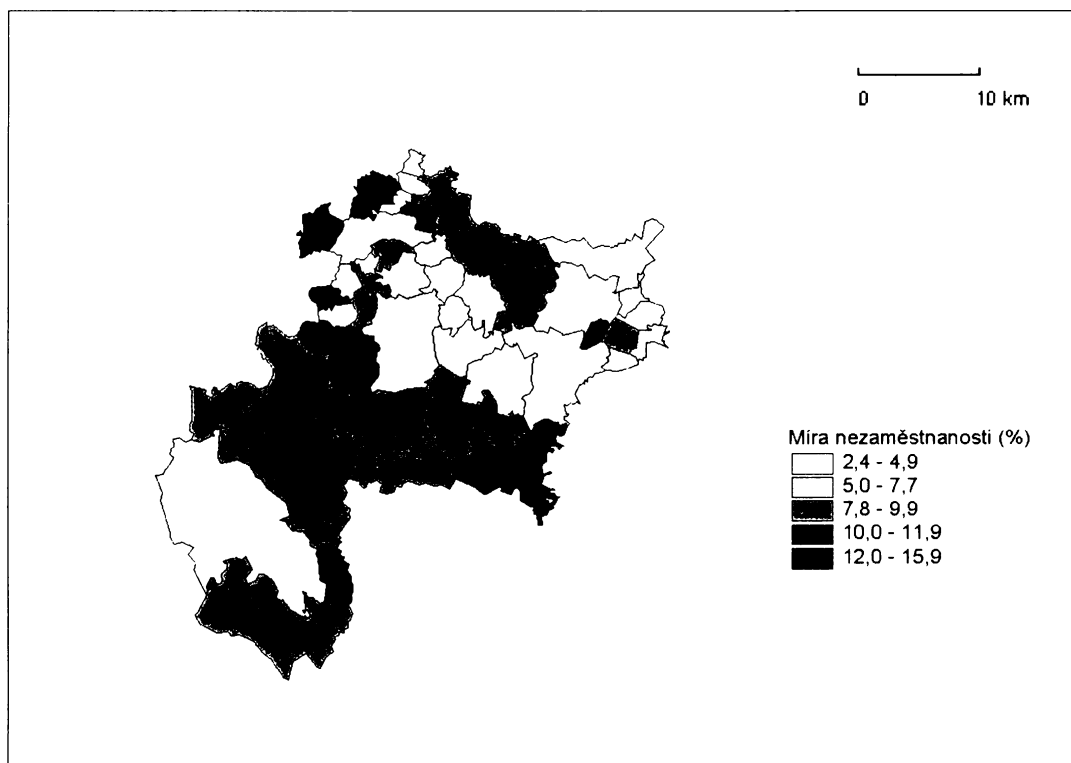 0 10 km
Míra nezaměstnanosti (%)
2,4 - 4,9
5,0 - 7,7
7,8 - 9,9
10,0 - 11,9
12,0 - 15,9